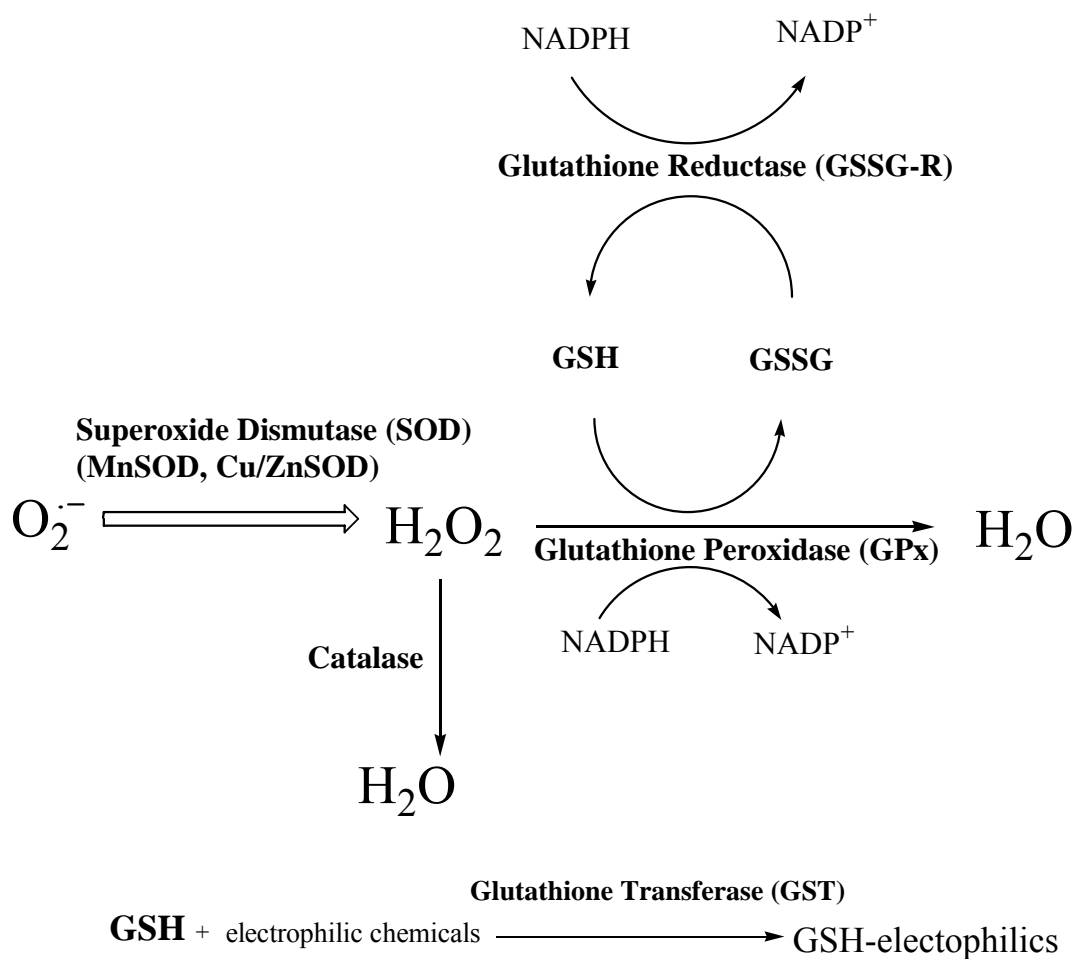 NADPH NADP⁺
Glutathione Reductase (GSSG-R)
GSH GSSG
Superoxide Dismutase (SOD)
(MnSOD, Cu/ZnSOD)
O₂·⁻ H₂O₂ H₂O
Glutathione Peroxidase (GPx)
NADPH NADP⁺
Catalase
H₂O
Glutathione Transferase (GST)
GSH + electrophilic chemicals GSH-electophilics